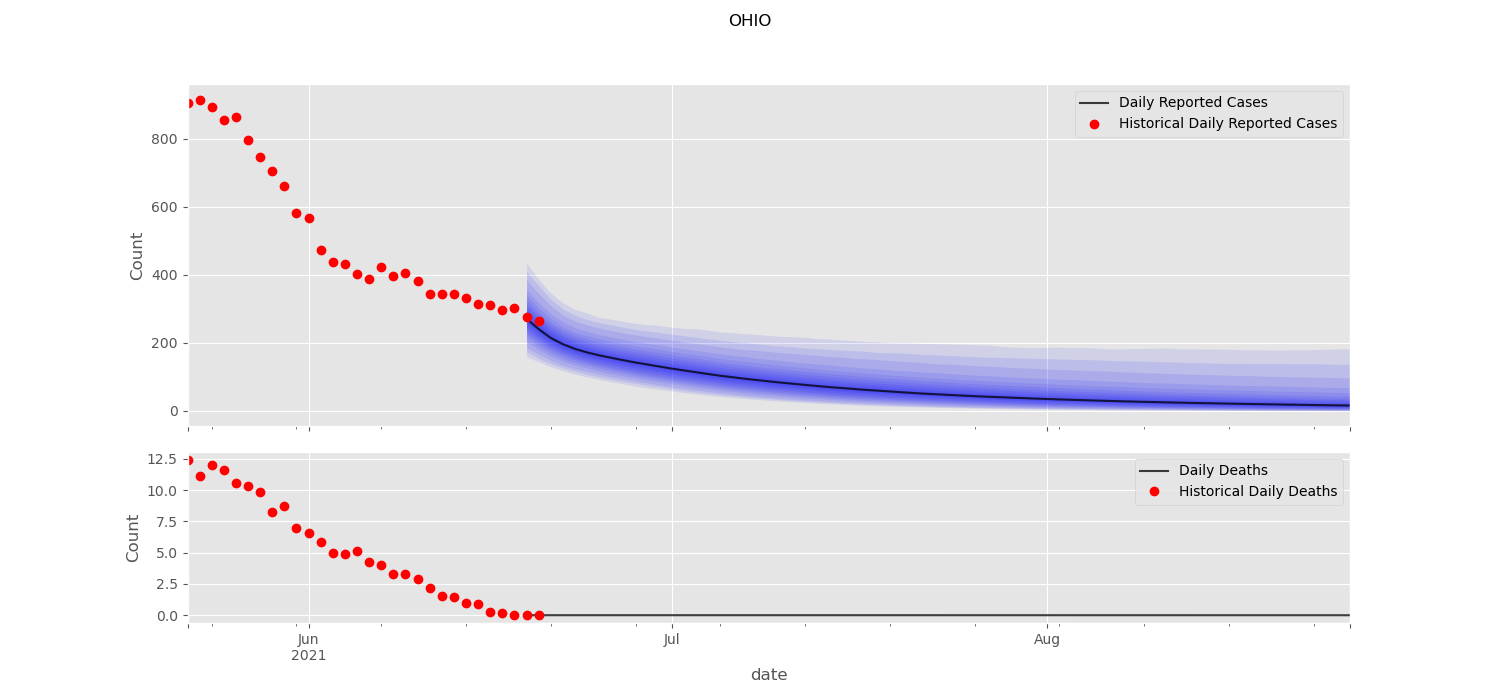 OHIO
Daily Reported Cases
Historical Daily Reported Cases
800
600
400
200
0
Count
Daily Deaths
Historical Daily Deaths
12.5
10.0
7.5
5.0
2.5
0.0
Count
Jun
2021
Jul
Aug
date